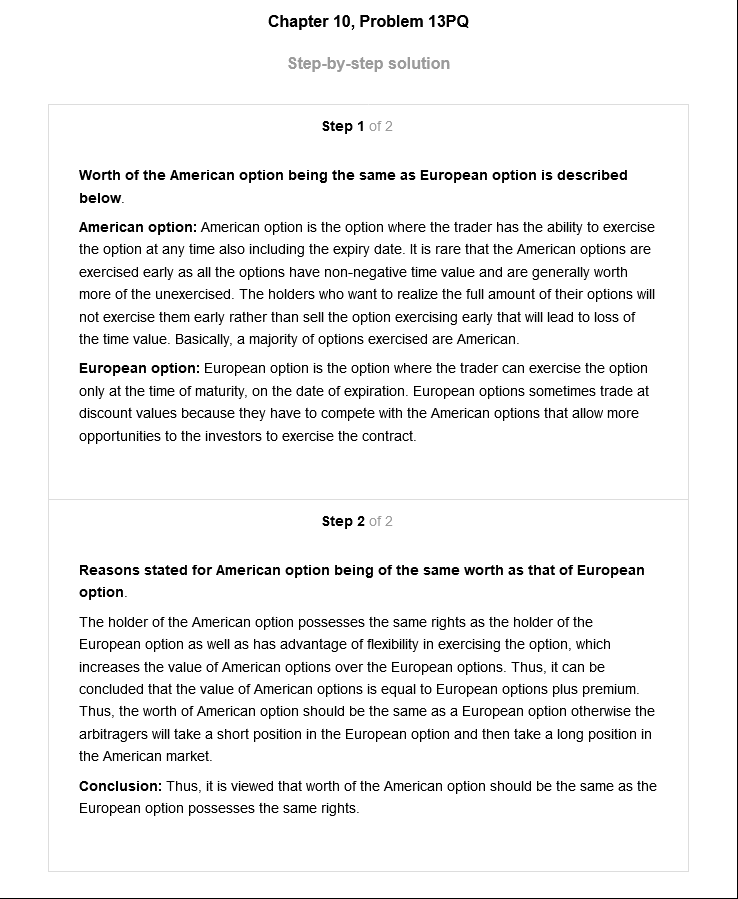 Chapter 10, Problem 13PQ
Step-by-step solution
Step 1 of 2
Worth of the American option being the same as European option is described
below.
American option: American option is the option where the trader has the ability to exercise
the option at any time also including the expiry date. It is rare that the American options are
exercised early as all the options have non-negative time value and are generally worth
more of the unexercised. The holders who want to realize the full amount of their options will
not exercise them early rather than sell the option exercising early that will lead to loss of
the time value. Basically, a majority of options exercised are American.
European option: European option is the option where the trader can exercise the option
only at the time of maturity, on the date of expiration. European options sometimes trade at
discount values because they have to compete with the American options that allow more
opportunities to the investors to exercise the contract.
Step 2 of 2
Reasons stated for American option being of the same worth as that of European
option.
The holder of the American option possesses the same rights as the holder of the
European option as well as has advantage of flexibility in exercising the option, which
increases the value of American options over the European options. Thus, it can be
concluded that the value of American options is equal to European options plus premium.
Thus, the worth of American option should be the same as a European option otherwise the
arbitragers will take a short position in the European option and then take a long position in
the American market.
Conclusion: Thus, it is viewed that worth of the American option should be the same as the
European option possesses the same rights.